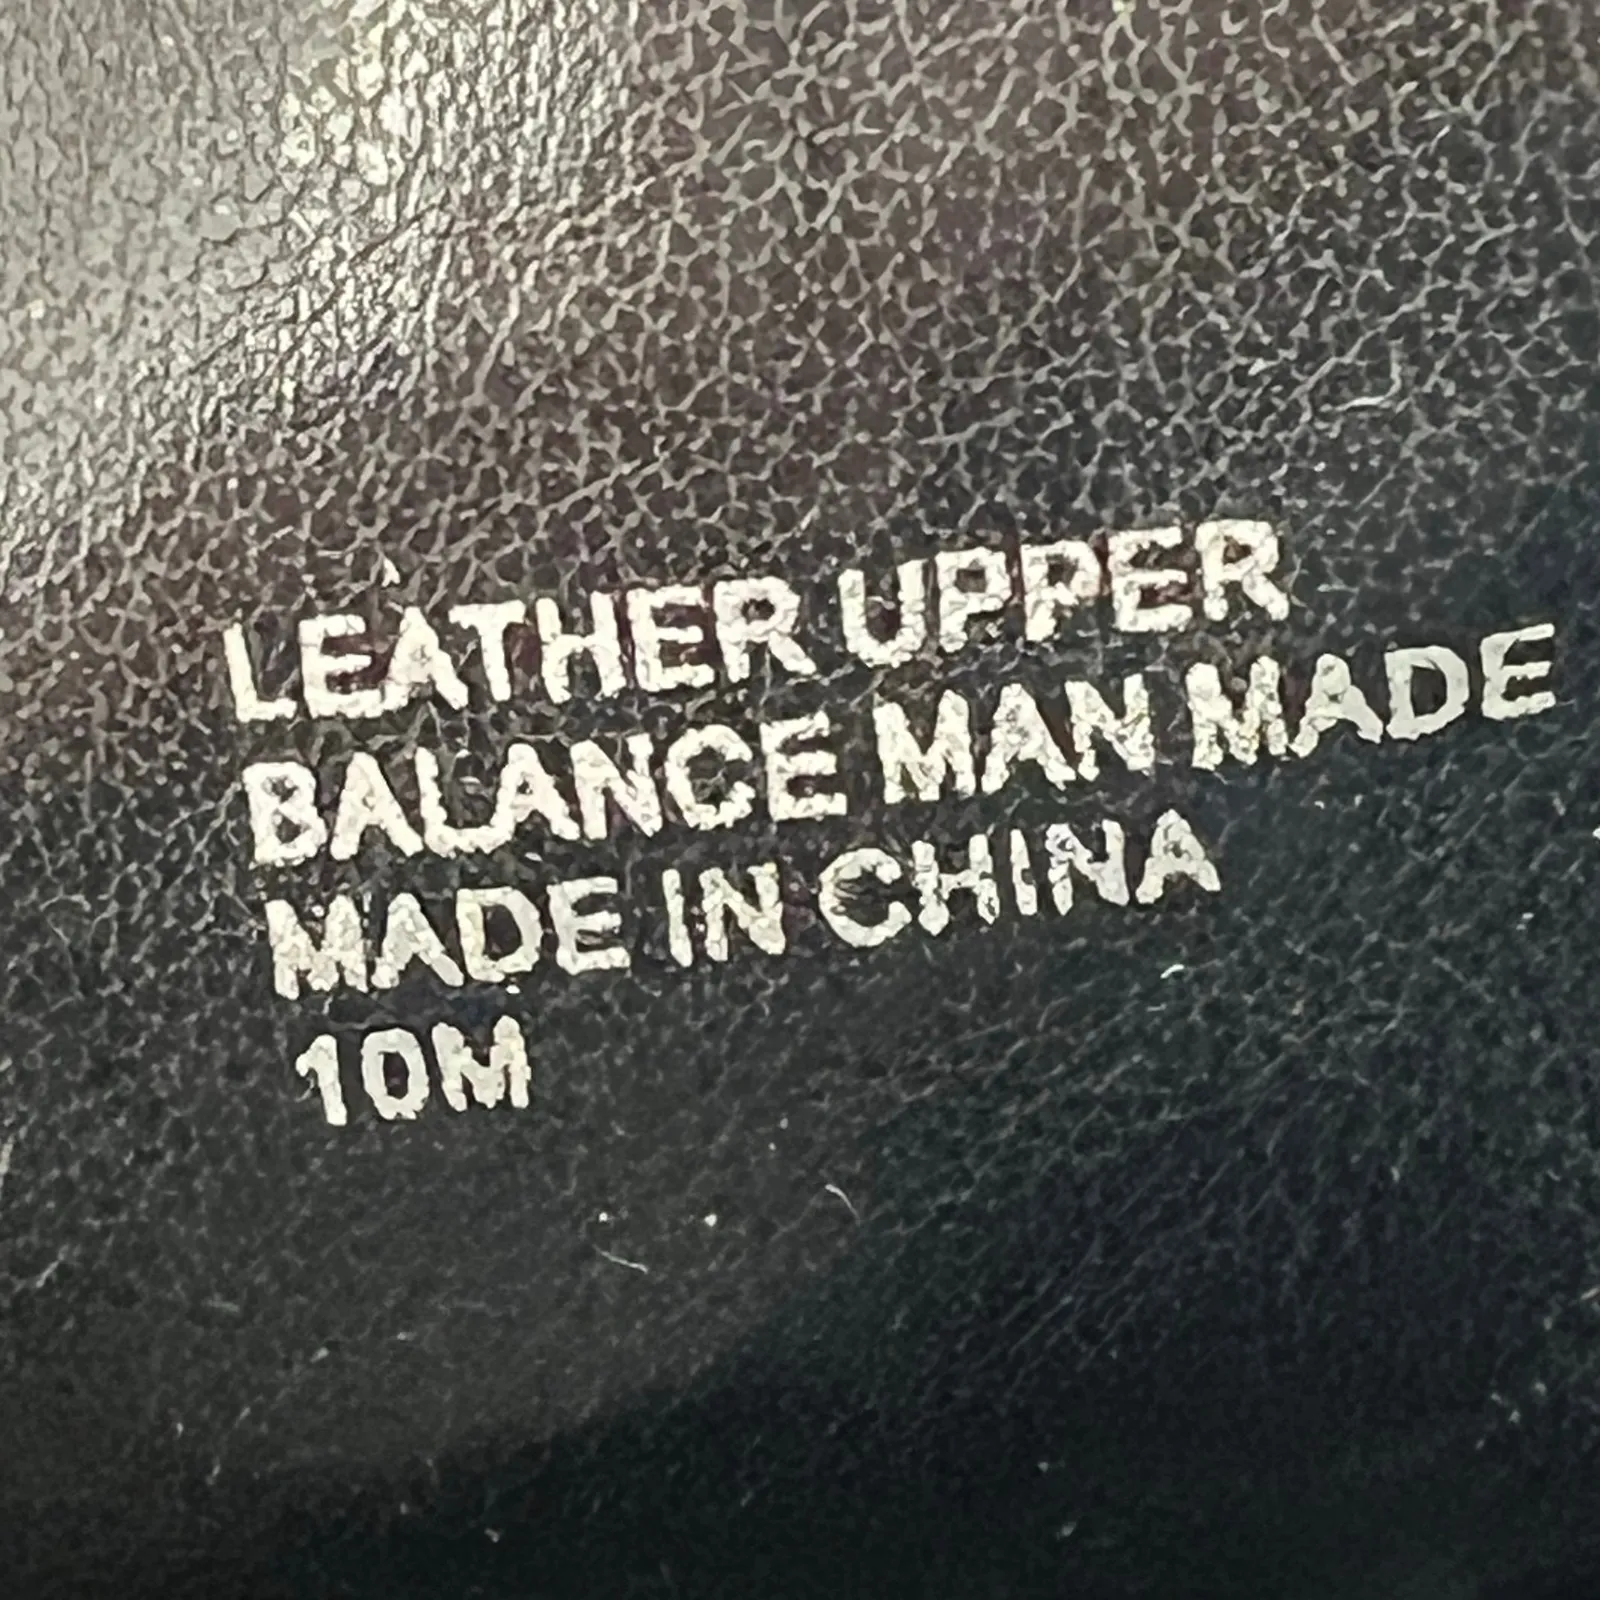 LEATHER UPPER
BALANCE MAN MADE
MADE IN CHINA
10M